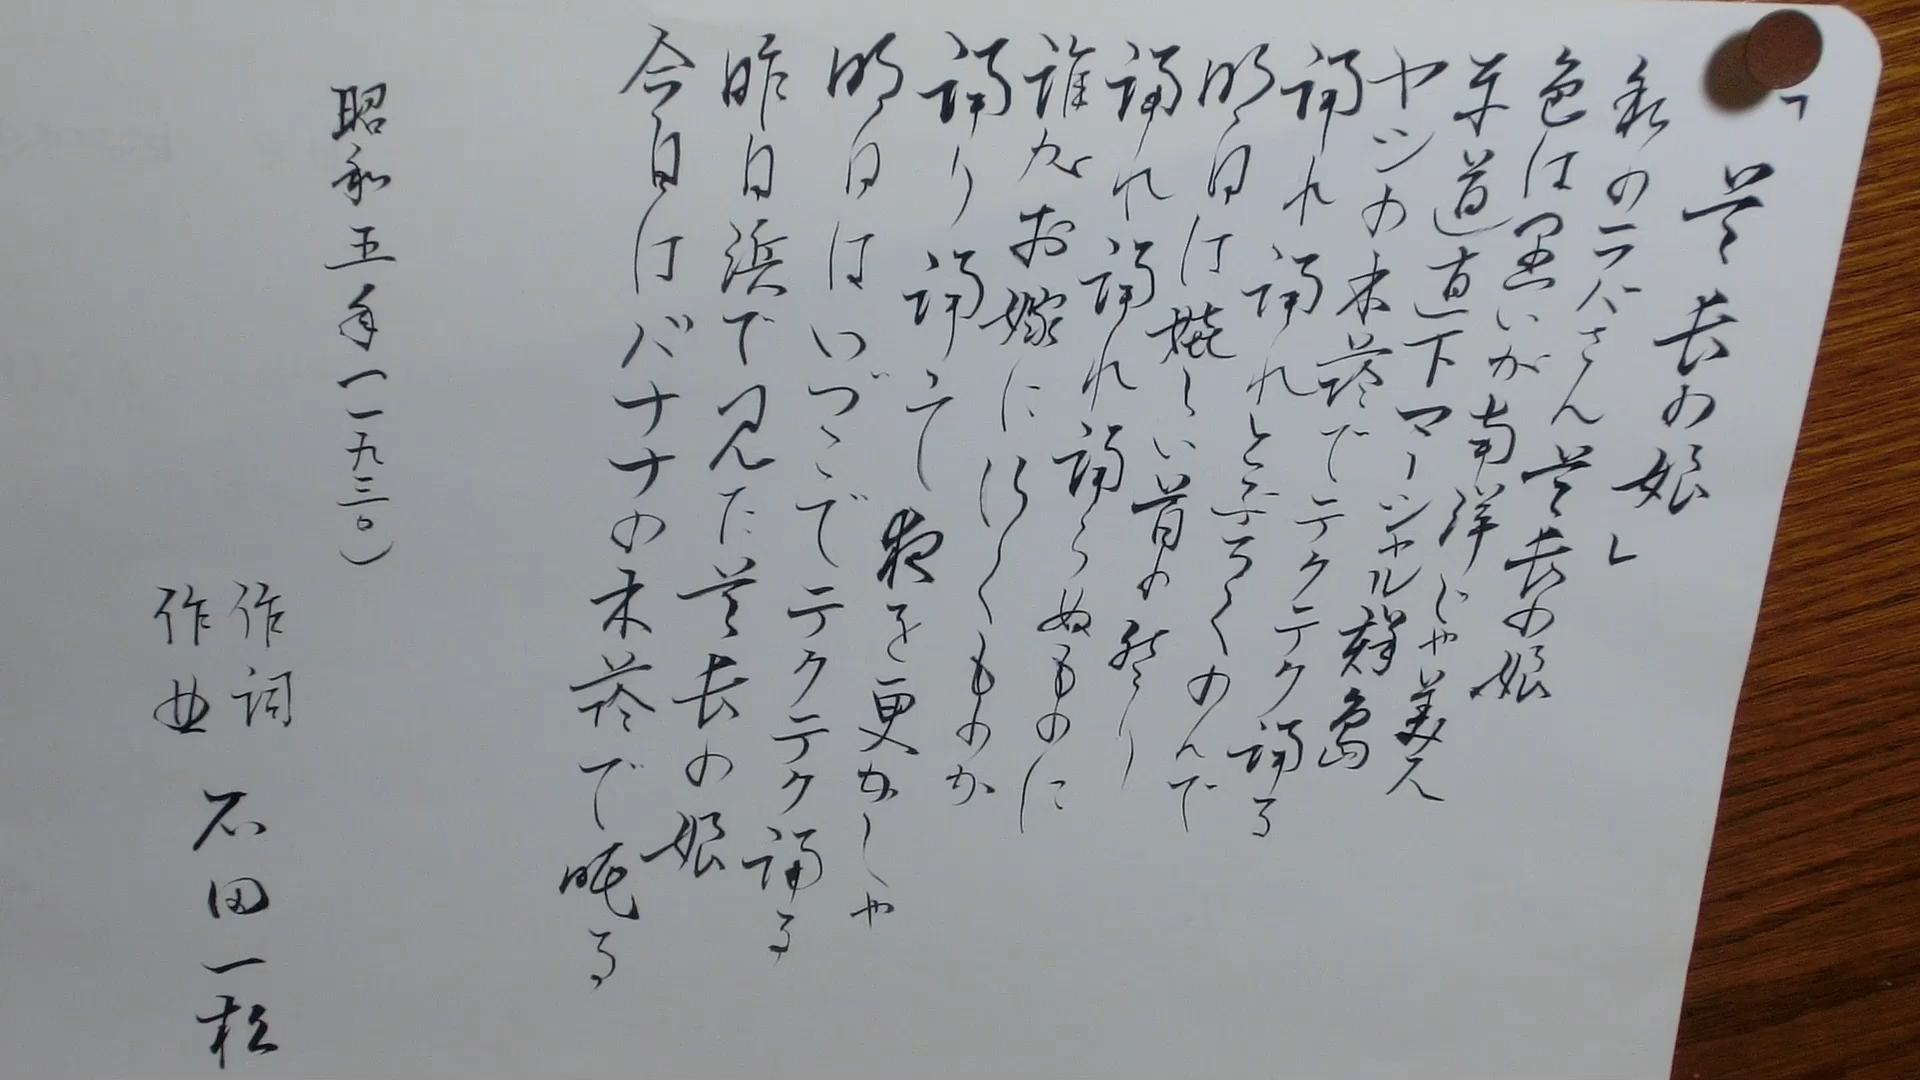 「酋長の娘」
私のラバさん 酋長の娘
色は黒いが 南洋じゃ美人
赤道直下 マーシャル群島
ヤシの木蔭で テクテク踊る
踊れ踊れ どぶろくのんで
明日は嬉しい 首の祭り
踊れ踊れ 踊らぬものに
誰がお嫁に 行くものか
踊り踊って 夜を更かしゃ
明日はいづこで テクテク踊る
昨日浜で見た 酋長の娘
今日はバナナの 木蔭で眠る
昭和五年(一九三〇)
作詞
作曲 石田一松